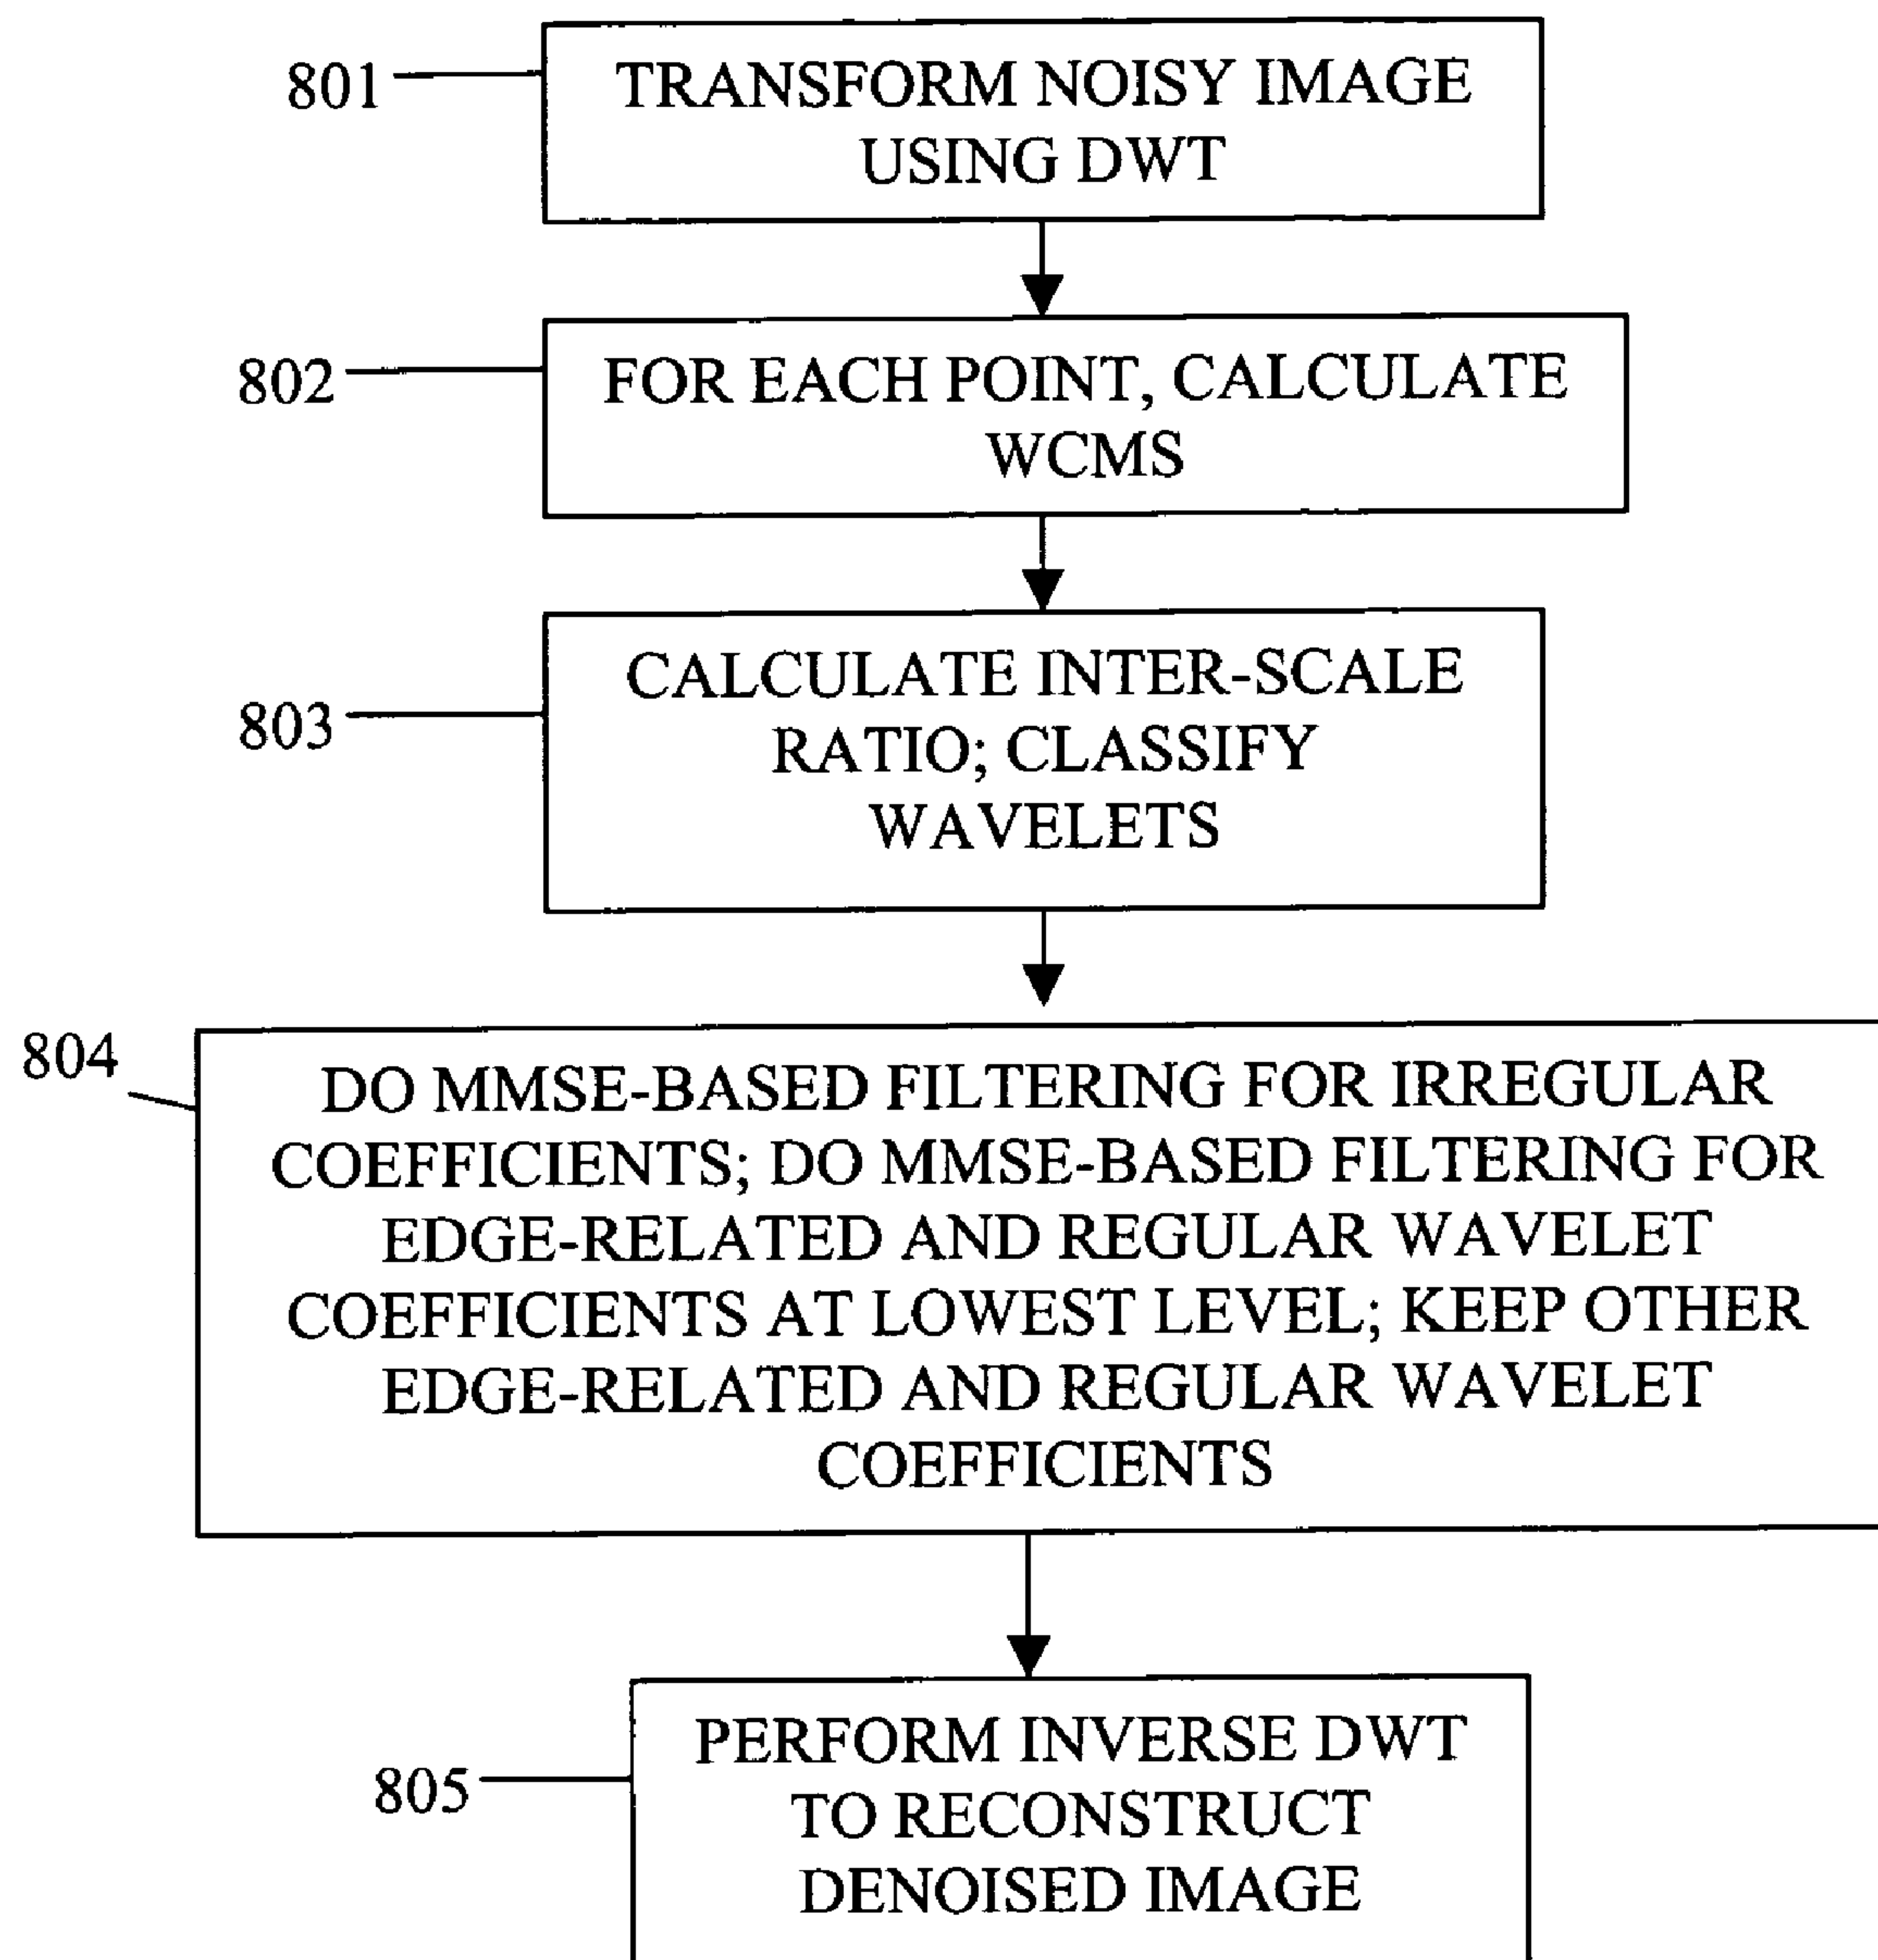 801
TRANSFORM NOISY IMAGE
USING DWT
802
FOR EACH POINT, CALCULATE
WCMS
803
CALCULATE INTER-SCALE
RATIO; CLASSIFY
WAVELETS
804
DO MMSE-BASED FILTERING FOR IRREGULAR
COEFFICIENTS; DO MMSE-BASED FILTERING FOR
EDGE-RELATED AND REGULAR WAVELET
COEFFICIENTS AT LOWEST LEVEL; KEEP OTHER
EDGE-RELATED AND REGULAR WAVELET
COEFFICIENTS
805
PERFORM INVERSE DWT
TO RECONSTRUCT
DENOISED IMAGE